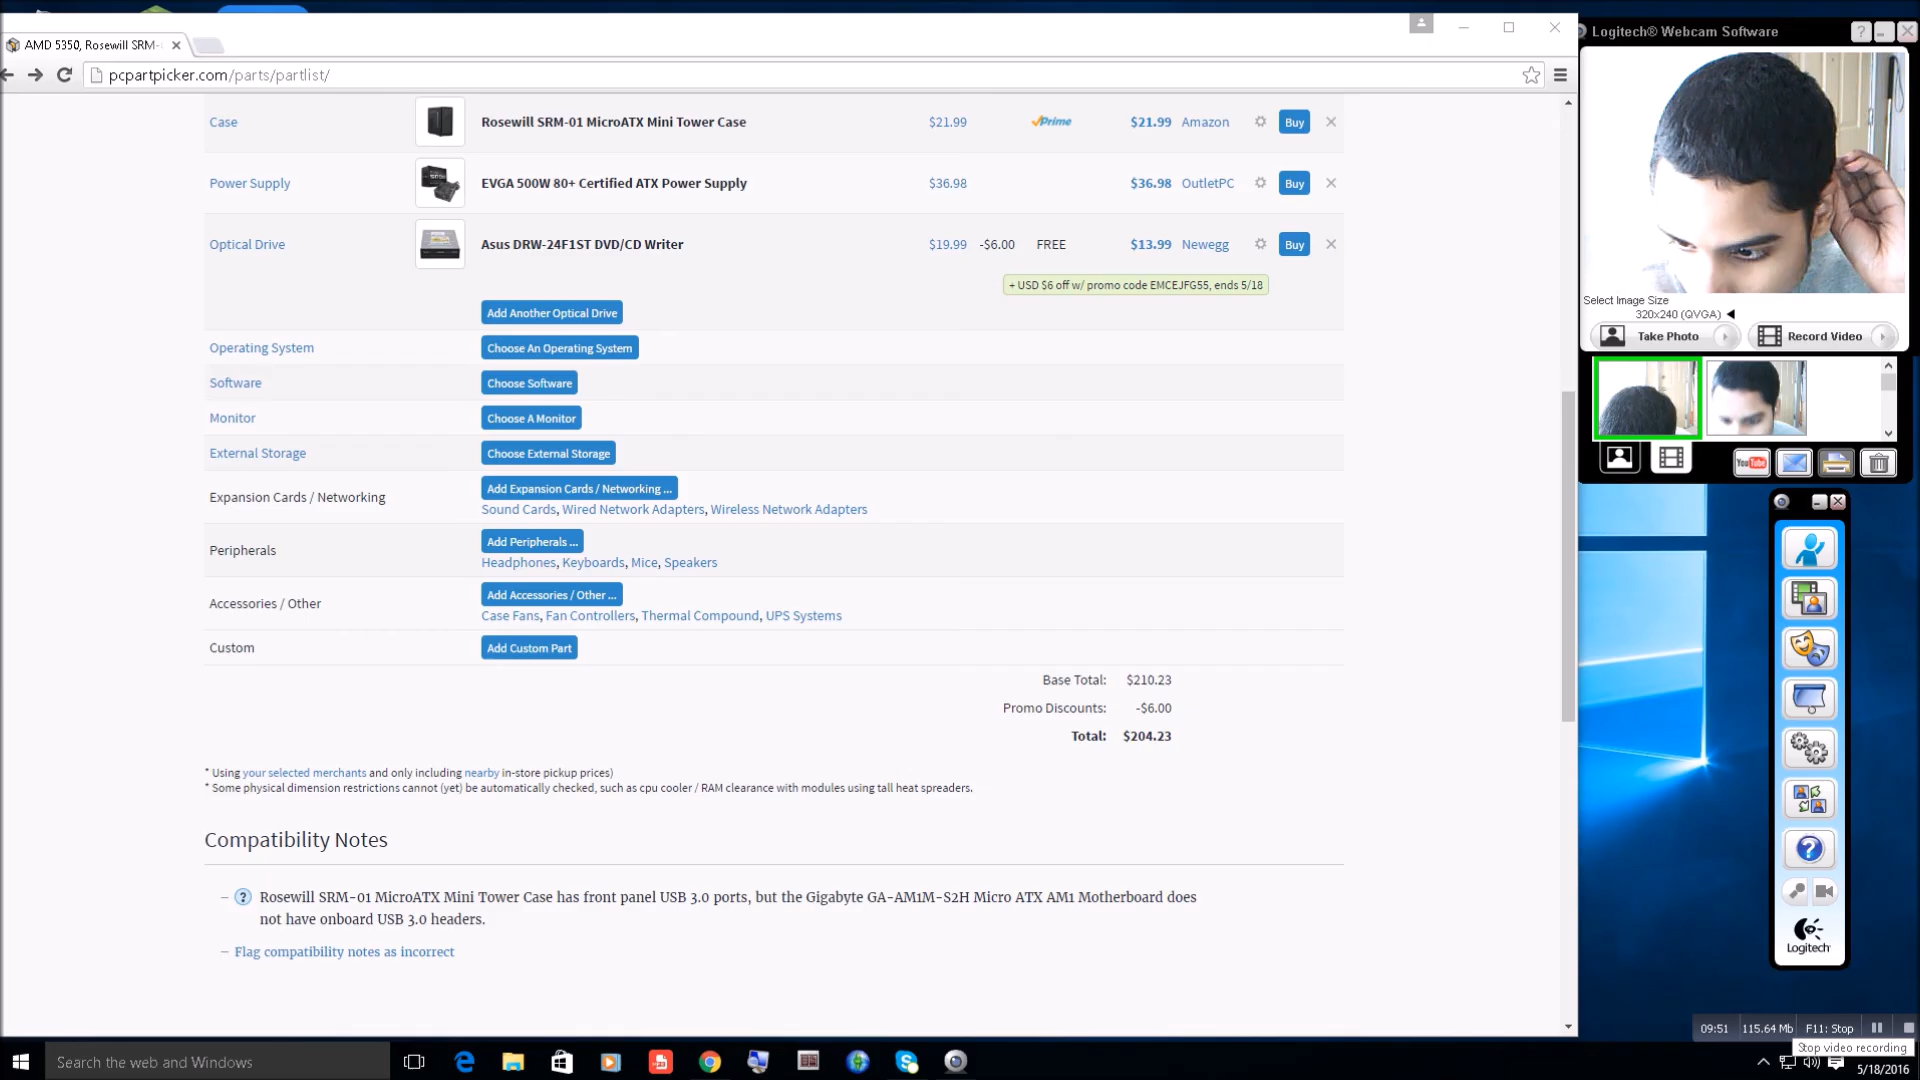 AMD 5350, Rosewill SRM-
pcpartpicker.com/parts/partlist/
Case Rosewill SRM-01 MicroATX Mini Tower Case $21.99 Prime $21.99 Amazon Buy
Power Supply EVGA 500W 80+ Certified ATX Power Supply $36.98 $36.98 OutletPC Buy
Optical Drive Asus DRW-24F1ST DVD/CD Writer $19.99 -$6.00 FREE $13.99 Newegg Buy
+ USD $6 off w/ promo code EMCEJFG55, ends 5/18
Add Another Optical Drive
Operating System Choose An Operating System
Software Choose Software
Monitor Choose A Monitor
External Storage Choose External Storage
Expansion Cards / Networking Add Expansion Cards / Networking ...
Sound Cards, Wired Network Adapters, Wireless Network Adapters
Peripherals Add Peripherals ...
Headphones, Keyboards, Mice, Speakers
Accessories / Other Add Accessories / Other ...
Case Fans, Fan Controllers, Thermal Compound, UPS Systems
Custom Add Custom Part
Base Total: $210.23
Promo Discounts: -$6.00
Total: $204.23
* Using your selected merchants and only including nearby in-store pickup prices)
* Some physical dimension restrictions cannot (yet) be automatically checked, such as cpu cooler / RAM clearance with modules using tall heat spreaders.
Compatibility Notes
– ? Rosewill SRM-01 MicroATX Mini Tower Case has front panel USB 3.0 ports, but the Gigabyte GA-AM1M-S2H Micro ATX AM1 Motherboard does
not have onboard USB 3.0 headers.
– Flag compatibility notes as incorrect
Logitech® Webcam Software
Select Image Size
320x240 (QVGA)
Take Photo Record Video
You Tube
Logitech
09:51 115.64 Mb F11: Stop
Stop video recording
Search the web and Windows
5/18/2016